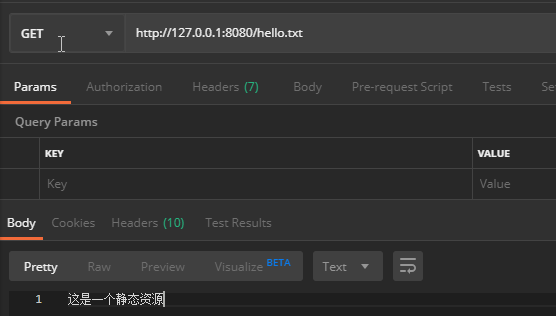 GET http://127.0.0.1:8080/hello.txt
Params Authorization Headers (7) Body Pre-request Script Tests Se
Query Params
KEY VALUE
Key Value
Body Cookies Headers (10) Test Results
Pretty Raw Preview Visualize BETA Text
1 这是一个静态资源